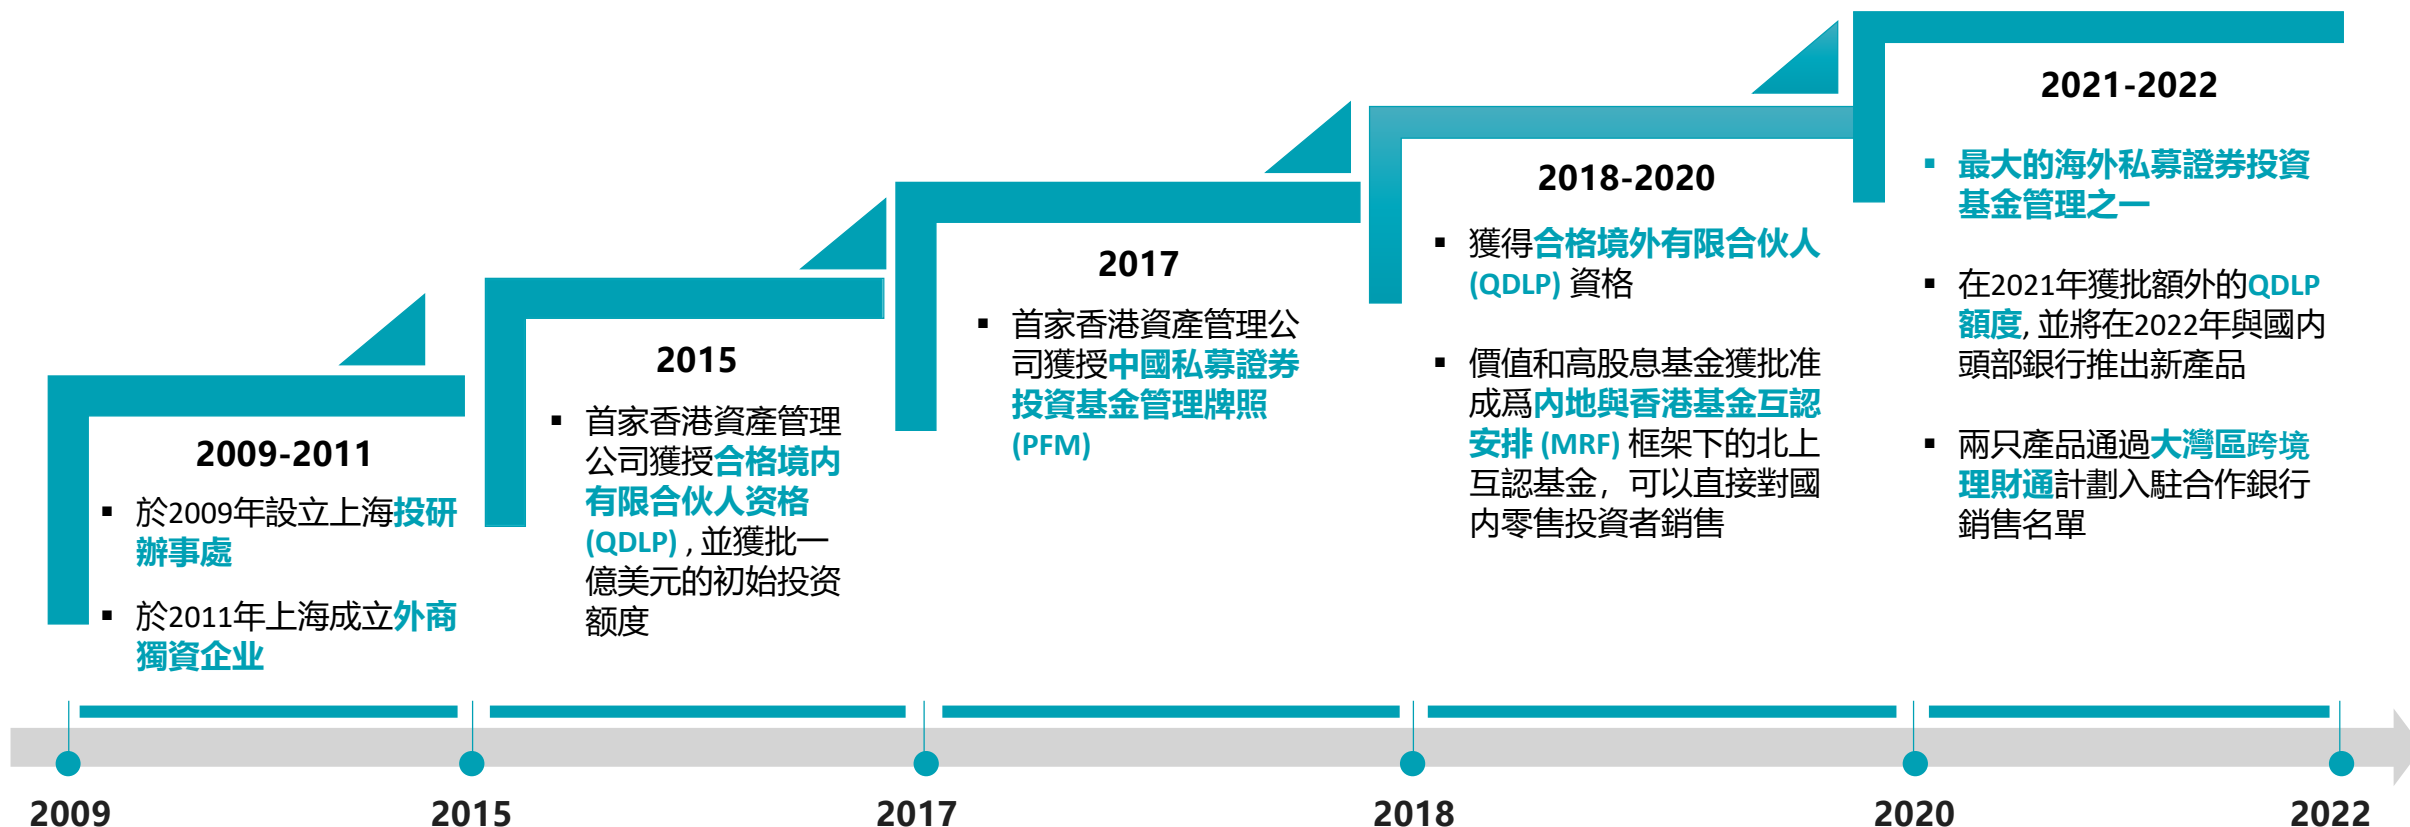 2009-2011
▪ 於2009年設立上海投研
辦事處
▪ 於2011年上海成立外商
獨資企业
2015
▪ 首家香港資產管理
公司獲授合格境内
有限合伙人资格
(QDLP) , 並獲批一
億美元的初始投资
额度
2017
▪ 首家香港資產管理公
司獲授中國私募證券
投資基金管理牌照
(PFM)
2018-2020
▪ 獲得合格境外有限合伙人
(QDLP) 資格
▪ 價值和高股息基金獲批准
成爲内地與香港基金互認
安排 (MRF) 框架下的北上
互認基金，可以直接對國
内零售投資者銷售
2021-2022
▪ 最大的海外私募證券投資
基金管理之一
▪ 在2021年獲批額外的QDLP
額度, 並將在2022年與國内
頭部銀行推出新產品
▪ 兩只產品通過大灣區跨境
理財通計劃入駐合作銀行
銷售名單
2009
2015
2017
2018
2020
2022